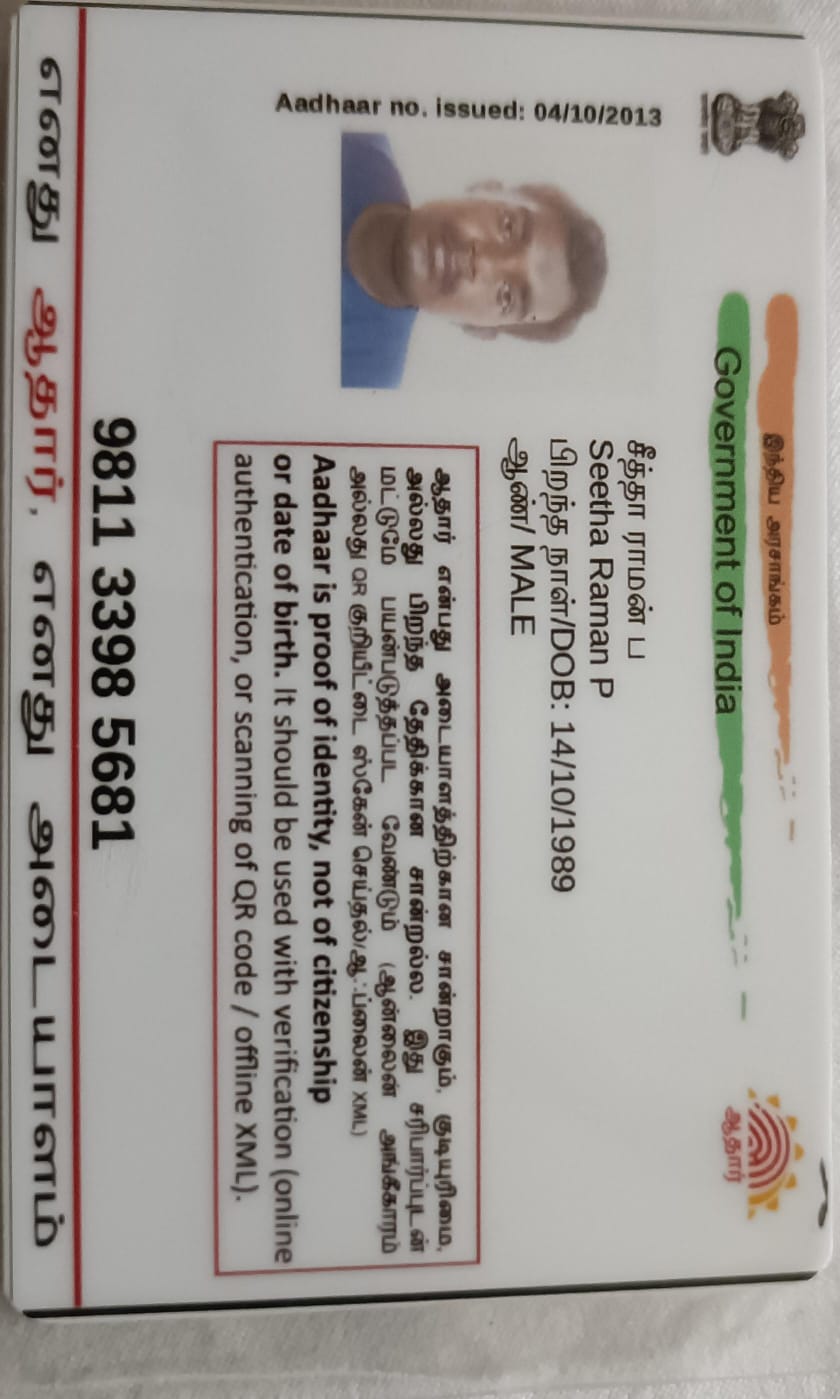 இந்திய அரசாங்கம்
Government of India
ஆதார்
Aadhaar no. issued: 04/10/2013
சீத்தா ராமன் ப
Seetha Raman P
பிறந்த நாள்/DOB: 14/10/1989
ஆண்/ MALE
ஆதார் என்பது அடையாளத்திற்கான சான்றாகும், குடியுரிமை,
அல்லது பிறந்த தேதிக்கான சான்றல்ல. இது சரிபார்ப்புடன்
மட்டுமே பயன்படுத்தப்பட வேண்டும் (ஆன்லைன் அங்கீகாரம்
அல்லது QR குறியீட்டை ஸ்கேன் செய்தல்/ஆஃப்லைன் XML)
Aadhaar is proof of identity, not of citizenship
or date of birth. It should be used with verification (online
authentication, or scanning of QR code / offline XML).
9811 3398 5681
எனது ஆதார், எனது அடையாளம்